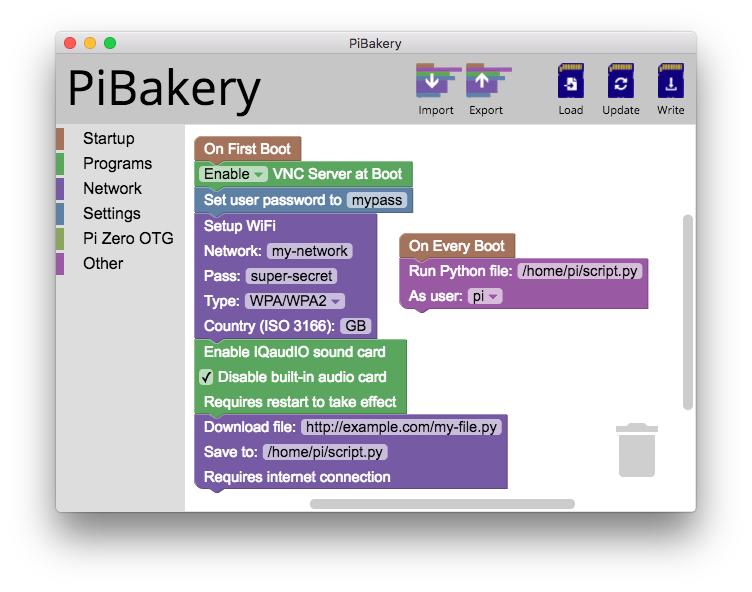 PiBakery
PiBakery
Import
Export
Load
Update
Write
Startup
Programs
Network
Settings
Pi Zero OTG
Other
On First Boot
Enable VNC Server at Boot
Set user password to mypass
Setup WiFi
Network: my-network
Pass: super-secret
Type: WPA/WPA2
Country (ISO 3166): GB
Enable IQaudIO sound card
Disable built-in audio card
Requires restart to take effect
Download file: http://example.com/my-file.py
Save to: /home/pi/script.py
Requires internet connection
On Every Boot
Run Python file: /home/pi/script.py
As user: pi